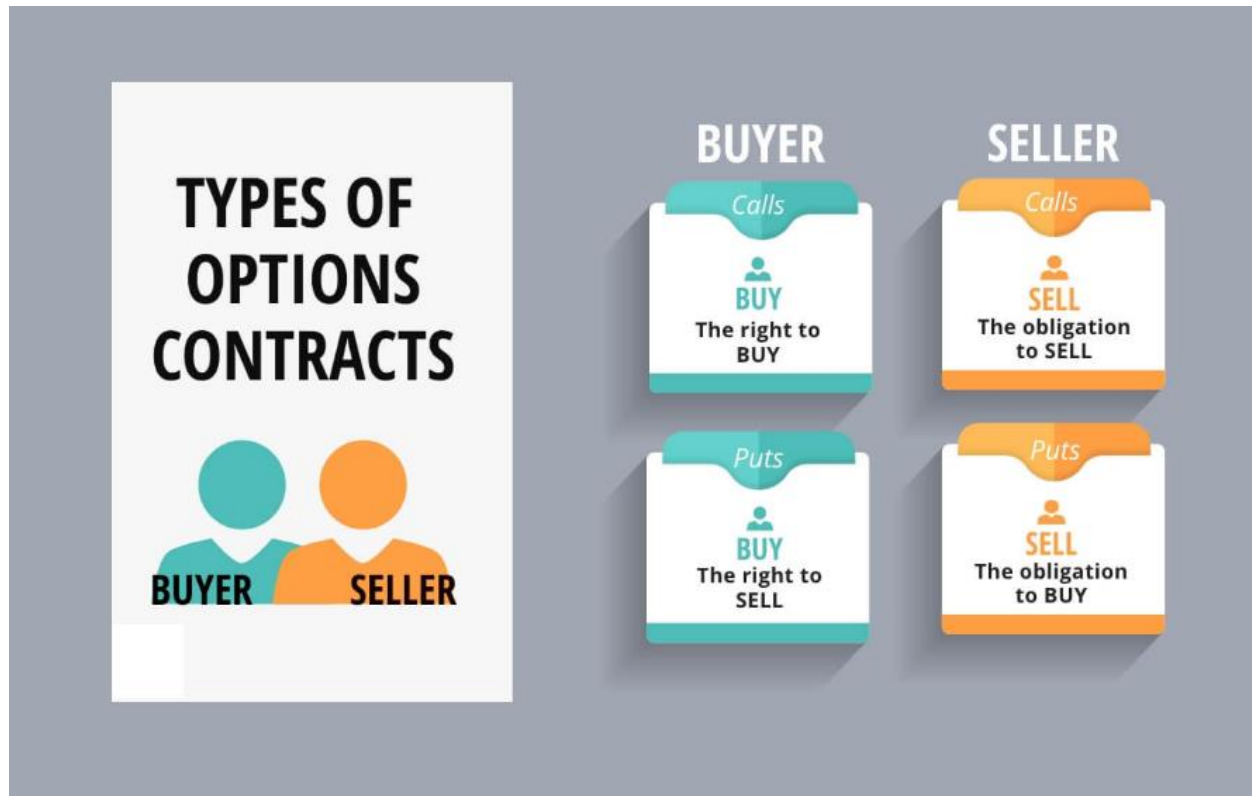 TYPES OF
OPTIONS
CONTRACTS
BUYER
SELLER
BUYER
Calls
BUY
The right to
BUY
Puts
BUY
The right to
SELL
SELLER
Calls
SELL
The obligation
to SELL
Puts
SELL
The obligation
to BUY